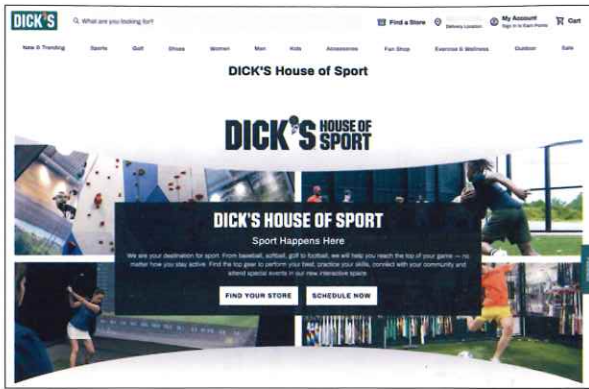 DICK'S
What are you looking for?
Find a Store
Delivery Location
My Account
Sign In to Earn Points
Cart
New & Trending
Sports
Golf
Shoes
Women
Men
Kids
Accessories
Fan Shop
Exercise & Wellness
Outdoor
Sale
DICK'S House of Sport
DICK'S HOUSE OF
SPORT
DICK'S HOUSE OF SPORT
Sport Happens Here
We are your destination for sport. From baseball, softball, golf to football, we will help you reach the top of your game — no
matter how you stay active. Find the top gear to perform your best, practice your skills, connect with your community and
attend special events in our new interactive space.
FIND YOUR STORE
SCHEDULE NOW